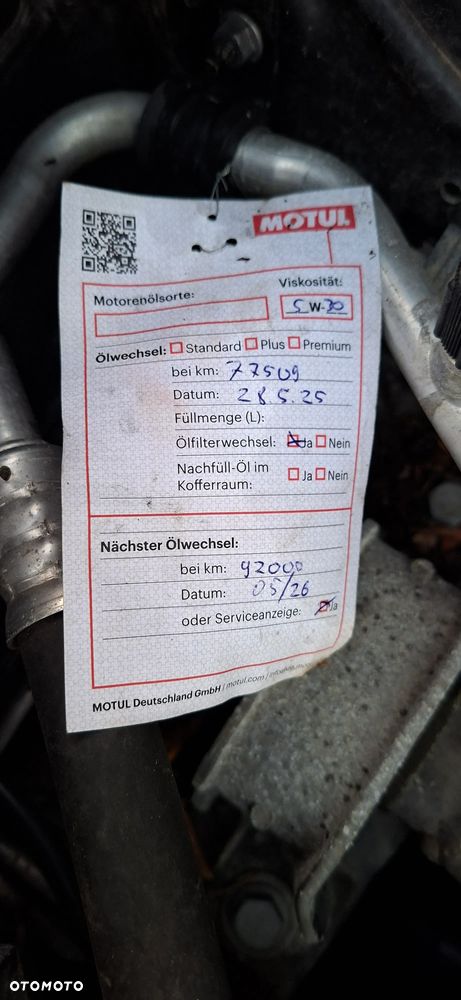 MOTUL
Motorenölsorte:
Viskosität:
5 W-30
Ölwechsel: Standard Plus Premium
bei km: 77509
Datum: 28.5.25
Füllmenge (L):
Ölfilterwechsel: Ja Nein
Nachfüll-Öl im
Kofferraum: Ja Nein
Nächster Ölwechsel:
bei km: 92000
Datum: 05/26
oder Serviceanzeige: Ja
MOTUL Deutschland GmbH / motul.com /
OTOMOTO